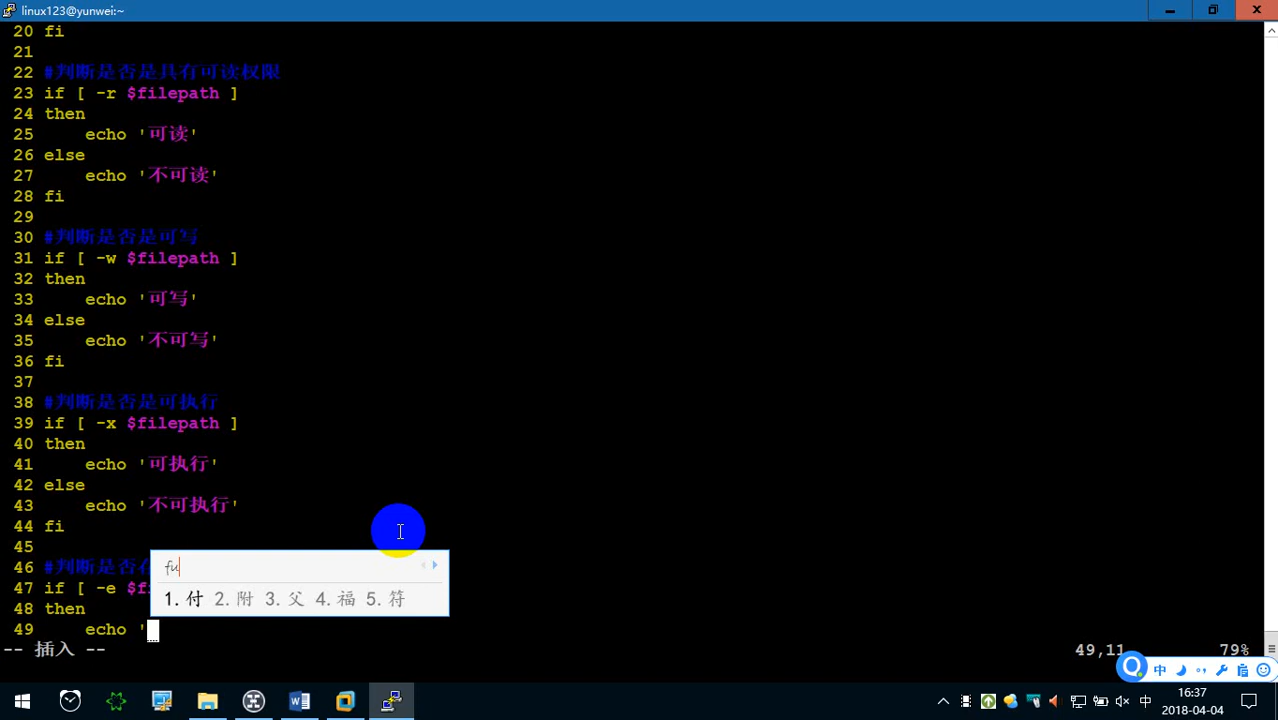 linux123@yunwei:~
20 fi
21
22 #判断是否是具有可读权限
23 if [ -r $filepath ]
24 then
25     echo '可读'
26 else
27     echo '不可读'
28 fi
29
30 #判断是否是可写
31 if [ -w $filepath ]
32 then
33     echo '可写'
34 else
35     echo '不可写'
36 fi
37
38 #判断是否是可执行
39 if [ -x $filepath ]
40 then
41     echo '可执行'
42 else
43     echo '不可执行'
44 fi
45
46 #判断是否
fu
47 if [ -e $fi
1.付 2.附 3.父 4.福 5.符
48 then
49     echo '
-- 插入 -- 49,11 79%
中
中 16:37
2018-04-04